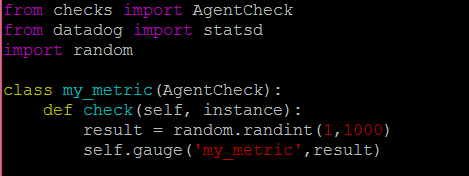 from checks import AgentCheck
from datadog import statsd
import random
class my_metric(AgentCheck):
    def check(self, instance):
        result = random.randint(1,1000)
        self.gauge('my_metric',result)